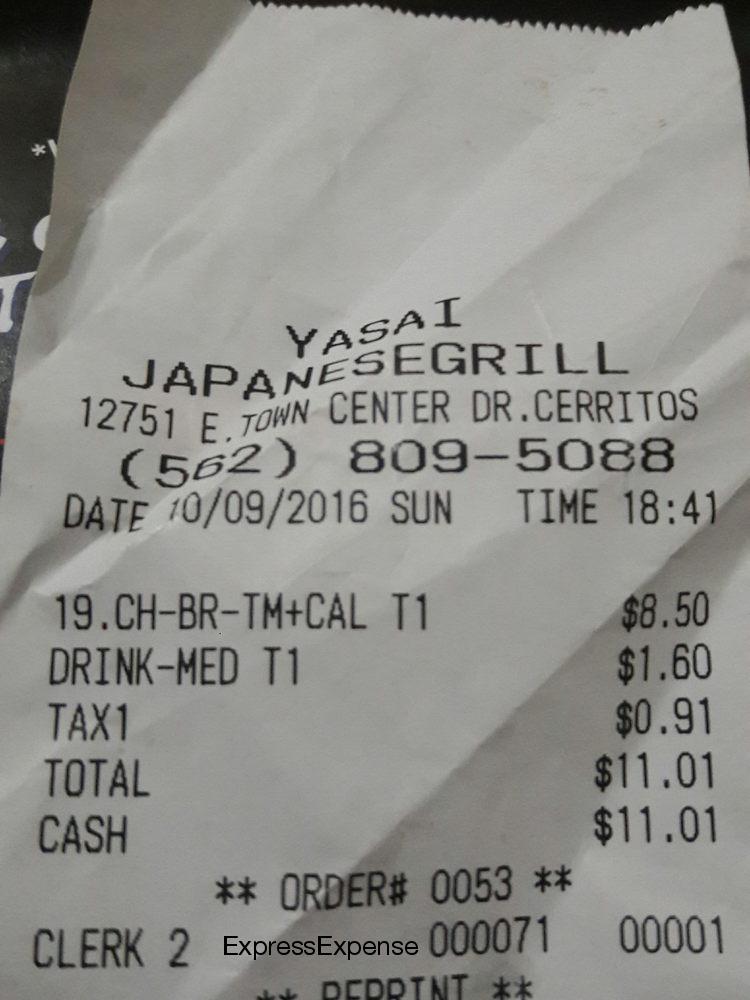 YASAI
JAPANESEGRILL
12751 E.TOWN CENTER DR.CERRITOS
(562) 809-5088
DATE 10/09/2016 SUN TIME 18:41
19.CH-BR-TM+CAL T1 $8.50
DRINK-MED T1 $1.60
TAX1 $0.91
TOTAL $11.01
CASH $11.01
** ORDER# 0053 **
CLERK 2 ExpressExpense 000071 00001
** REPRINT **